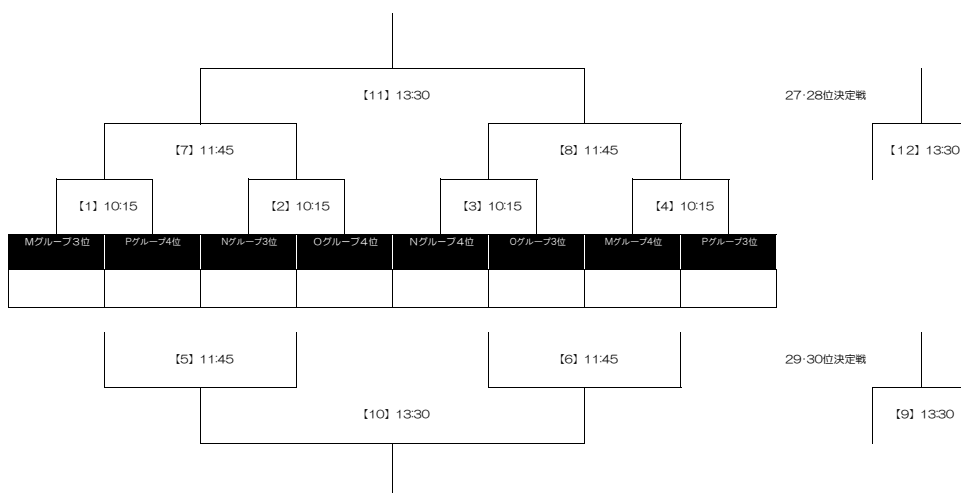 【11】 13:30
27・28位決定戦
【7】 11:45
【8】 11:45
【12】 13:30
【1】 10:15
【2】 10:15
【3】 10:15
【4】 10:15
Mグループ3位
Pグループ4位
Nグループ3位
Oグループ4位
Nグループ4位
Oグループ3位
Mグループ4位
Pグループ3位
【5】 11:45
【6】 11:45
29・30位決定戦
【10】 13:30
【9】 13:30